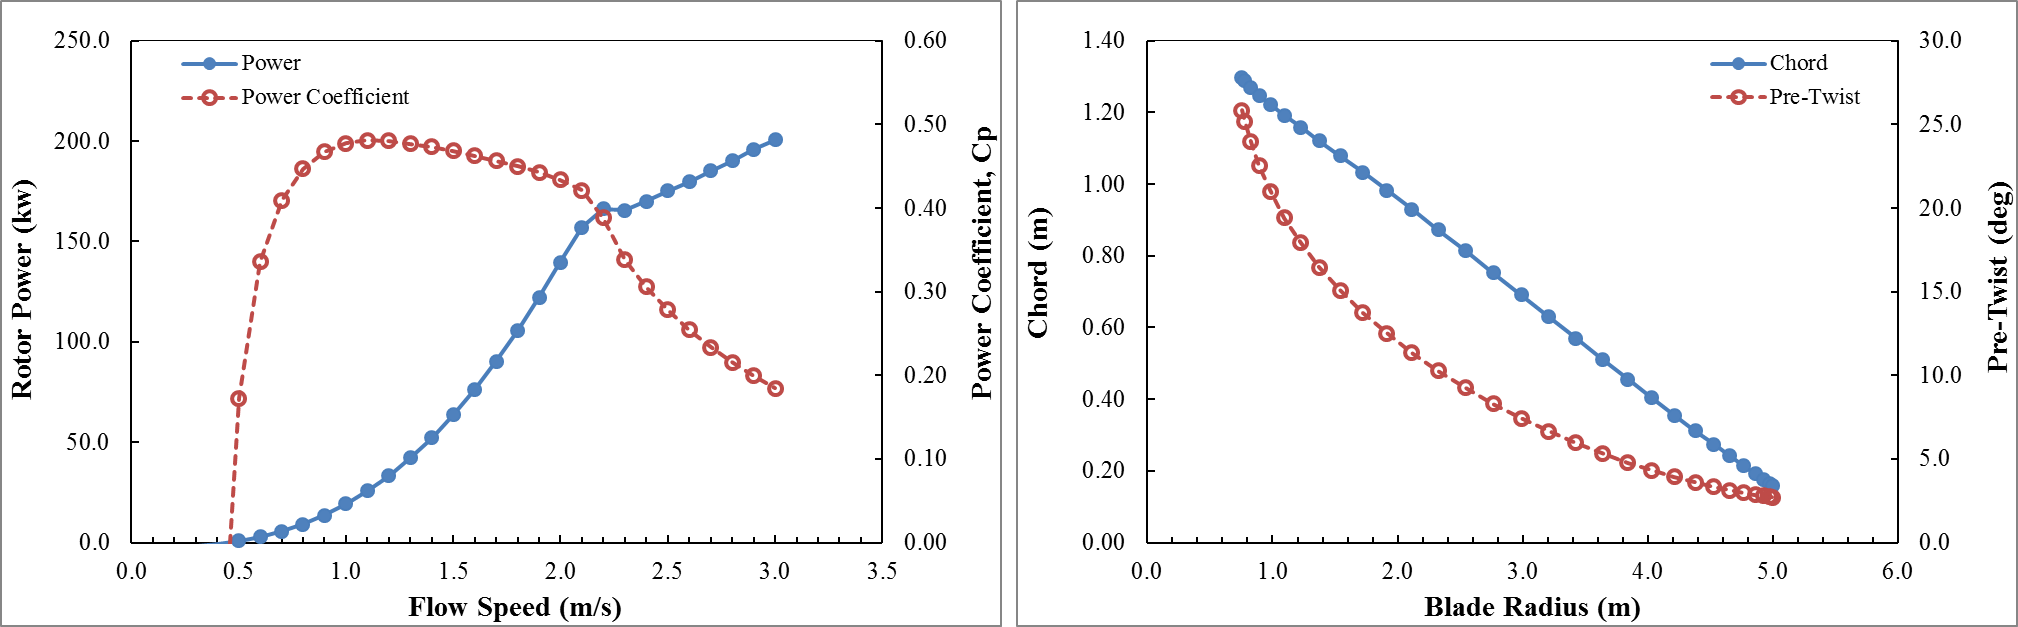 250.0
200.0
150.0
100.0
50.0
0.0
Rotor Power (kw)
Power
Power Coefficient
0.60
0.50
0.40
0.30
0.20
0.10
0.00
Power Coefficient, Cp
0.0 0.5 1.0 1.5 2.0 2.5 3.0 3.5
Flow Speed (m/s)
1.40
1.20
1.00
0.80
0.60
0.40
0.20
0.00
Chord (m)
Chord
Pre-Twist
30.0
25.0
20.0
15.0
10.0
5.0
0.0
Pre-Twist (deg)
0.0 1.0 2.0 3.0 4.0 5.0 6.0
Blade Radius (m)